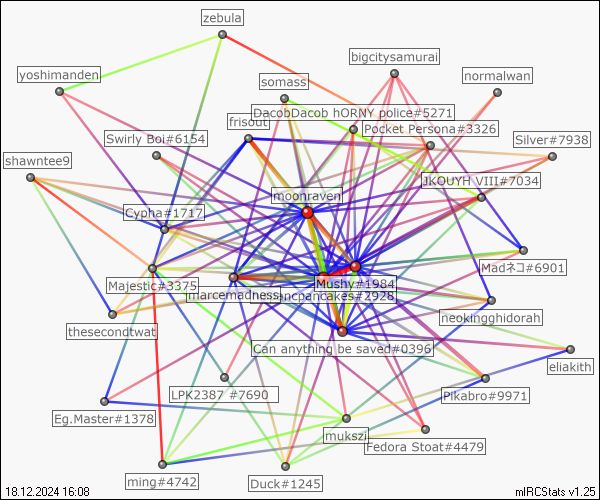 zebula
bigcitysamurai
yoshimanden
normalwan
somass
DacobDacob hORNY police#5271
frisout
Pocket Persona#3326
Swirly Boi#6154
Silver#7938
shawntee9
JKOUYH VIII#7034
moonraven
Cypha#1717
Madネコ#6901
Majestic#3375
Mushy#1984
marcemadness
ncpancakes#2928
neokingghidorah
thesecondtwat
Can anything be saved#0396
eliakith
LPK2387 #7690
Pikabro#9971
Eg.Master#1378
mukszi
Fedora Stoat#4479
ming#4742
Duck#1245
18.12.2024 16:08
mIRCStats v1.25